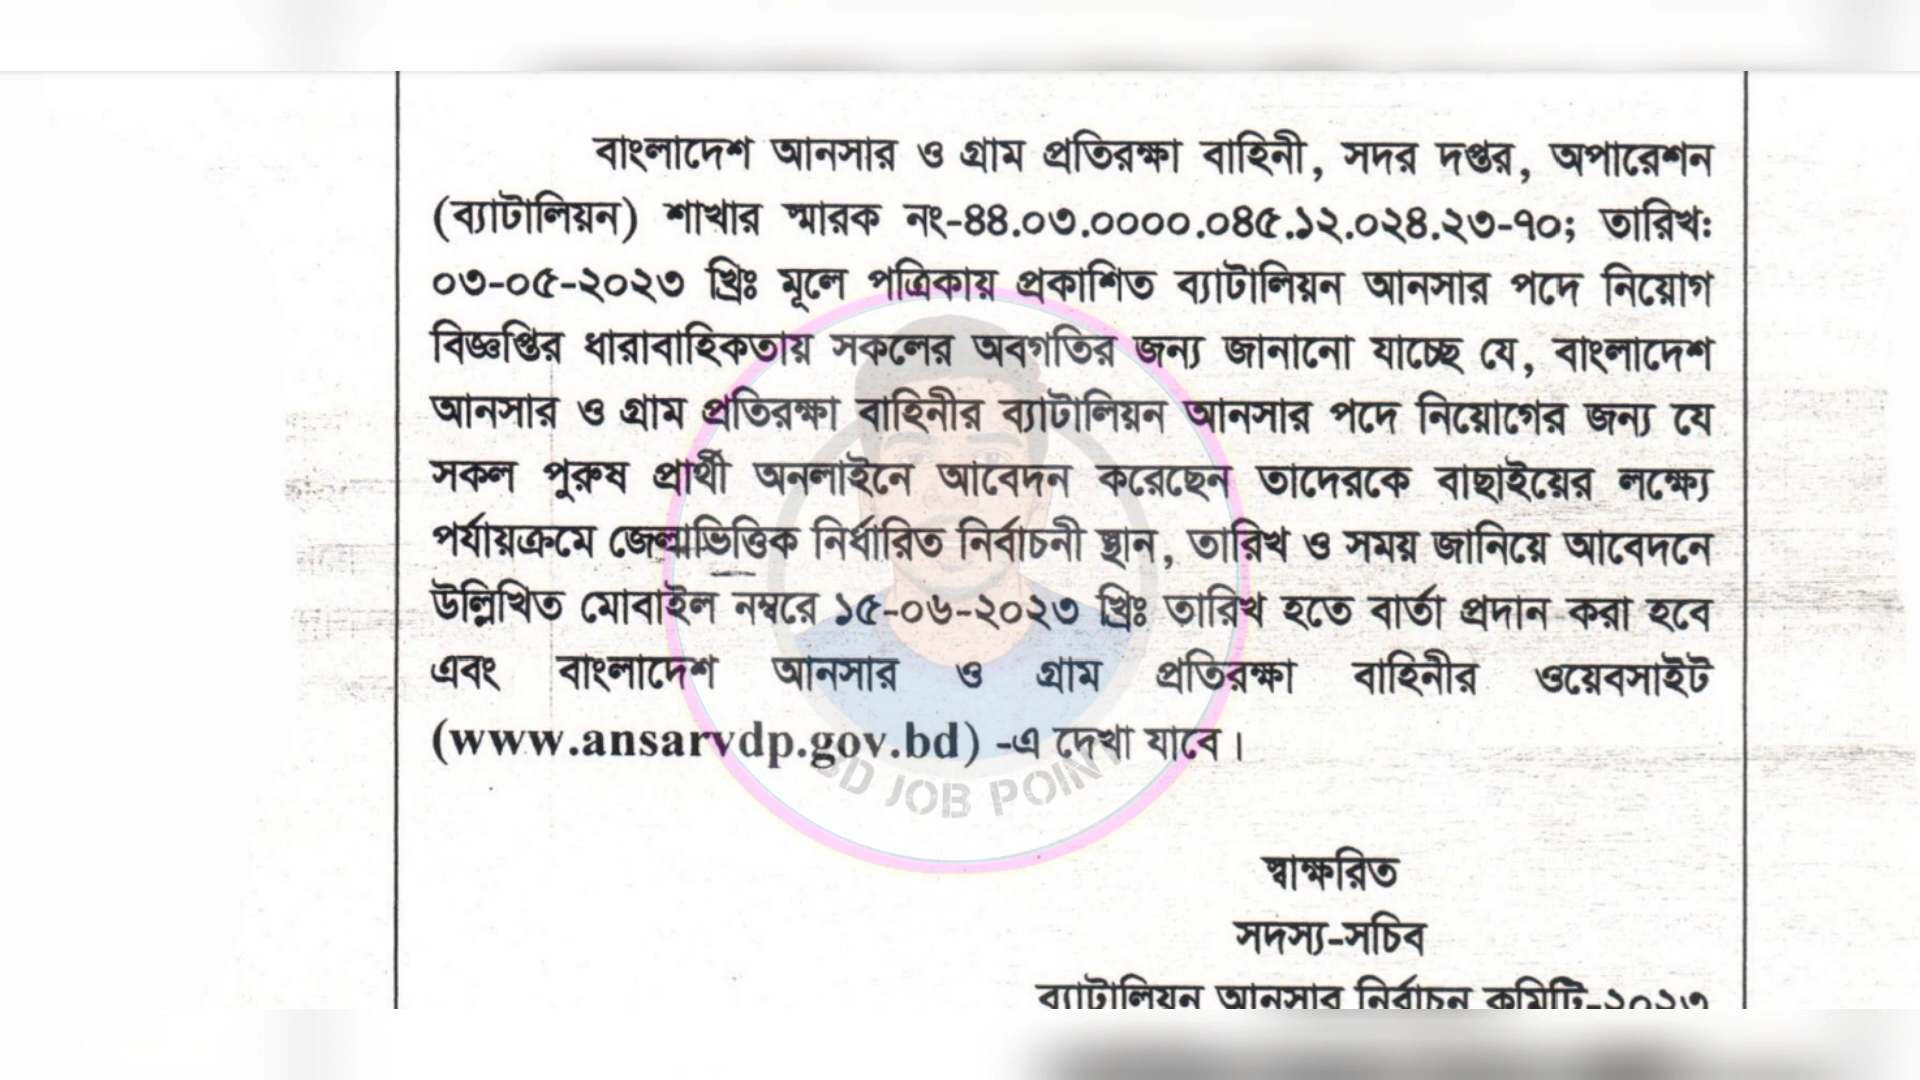 বাংলাদেশ আনসার ও গ্রাম প্রতিরক্ষা বাহিনী, সদর দপ্তর, অপারেশন
(ব্যাটালিয়ন) শাখার স্মারক নং-৪৪.০৩.০০০০.০৪৫.১২.০২৪.২৩-৭০; তারিখ:
০৩-০৫-২০২৩ খ্রিঃ মূলে পত্রিকায় প্রকাশিত ব্যাটালিয়ন আনসার পদে নিয়োগ
বিজ্ঞপ্তির ধারাবাহিকতায় সকলের অবগতির জন্য জানানো যাচ্ছে যে, বাংলাদেশ
আনসার ও গ্রাম প্রতিরক্ষা বাহিনীর ব্যাটালিয়ন আনসার পদে নিয়োগের জন্য যে
সকল পুরুষ প্রার্থী অনলাইনে আবেদন করেছেন তাদেরকে বাছাইয়ের লক্ষ্যে
পর্যায়ক্রমে জেলাভিত্তিক নির্ধারিত নির্বাচনী স্থান, তারিখ ও সময় জানিয়ে আবেদনে
উল্লিখিত মোবাইল নম্বরে ১৫-০৬-২০২৩ খ্রিঃ তারিখ হতে বার্তা প্রদান করা হবে
এবং বাংলাদেশ আনসার ও গ্রাম প্রতিরক্ষা বাহিনীর ওয়েবসাইট
(www.ansarvdp.gov.bd) -এ দেখা যাবে।
BD JOB POINT
স্বাক্ষরিত
সদস্য-সচিব
ব্যাটালিয়ন আনসার নির্বাচন কমিটি-২০২৩